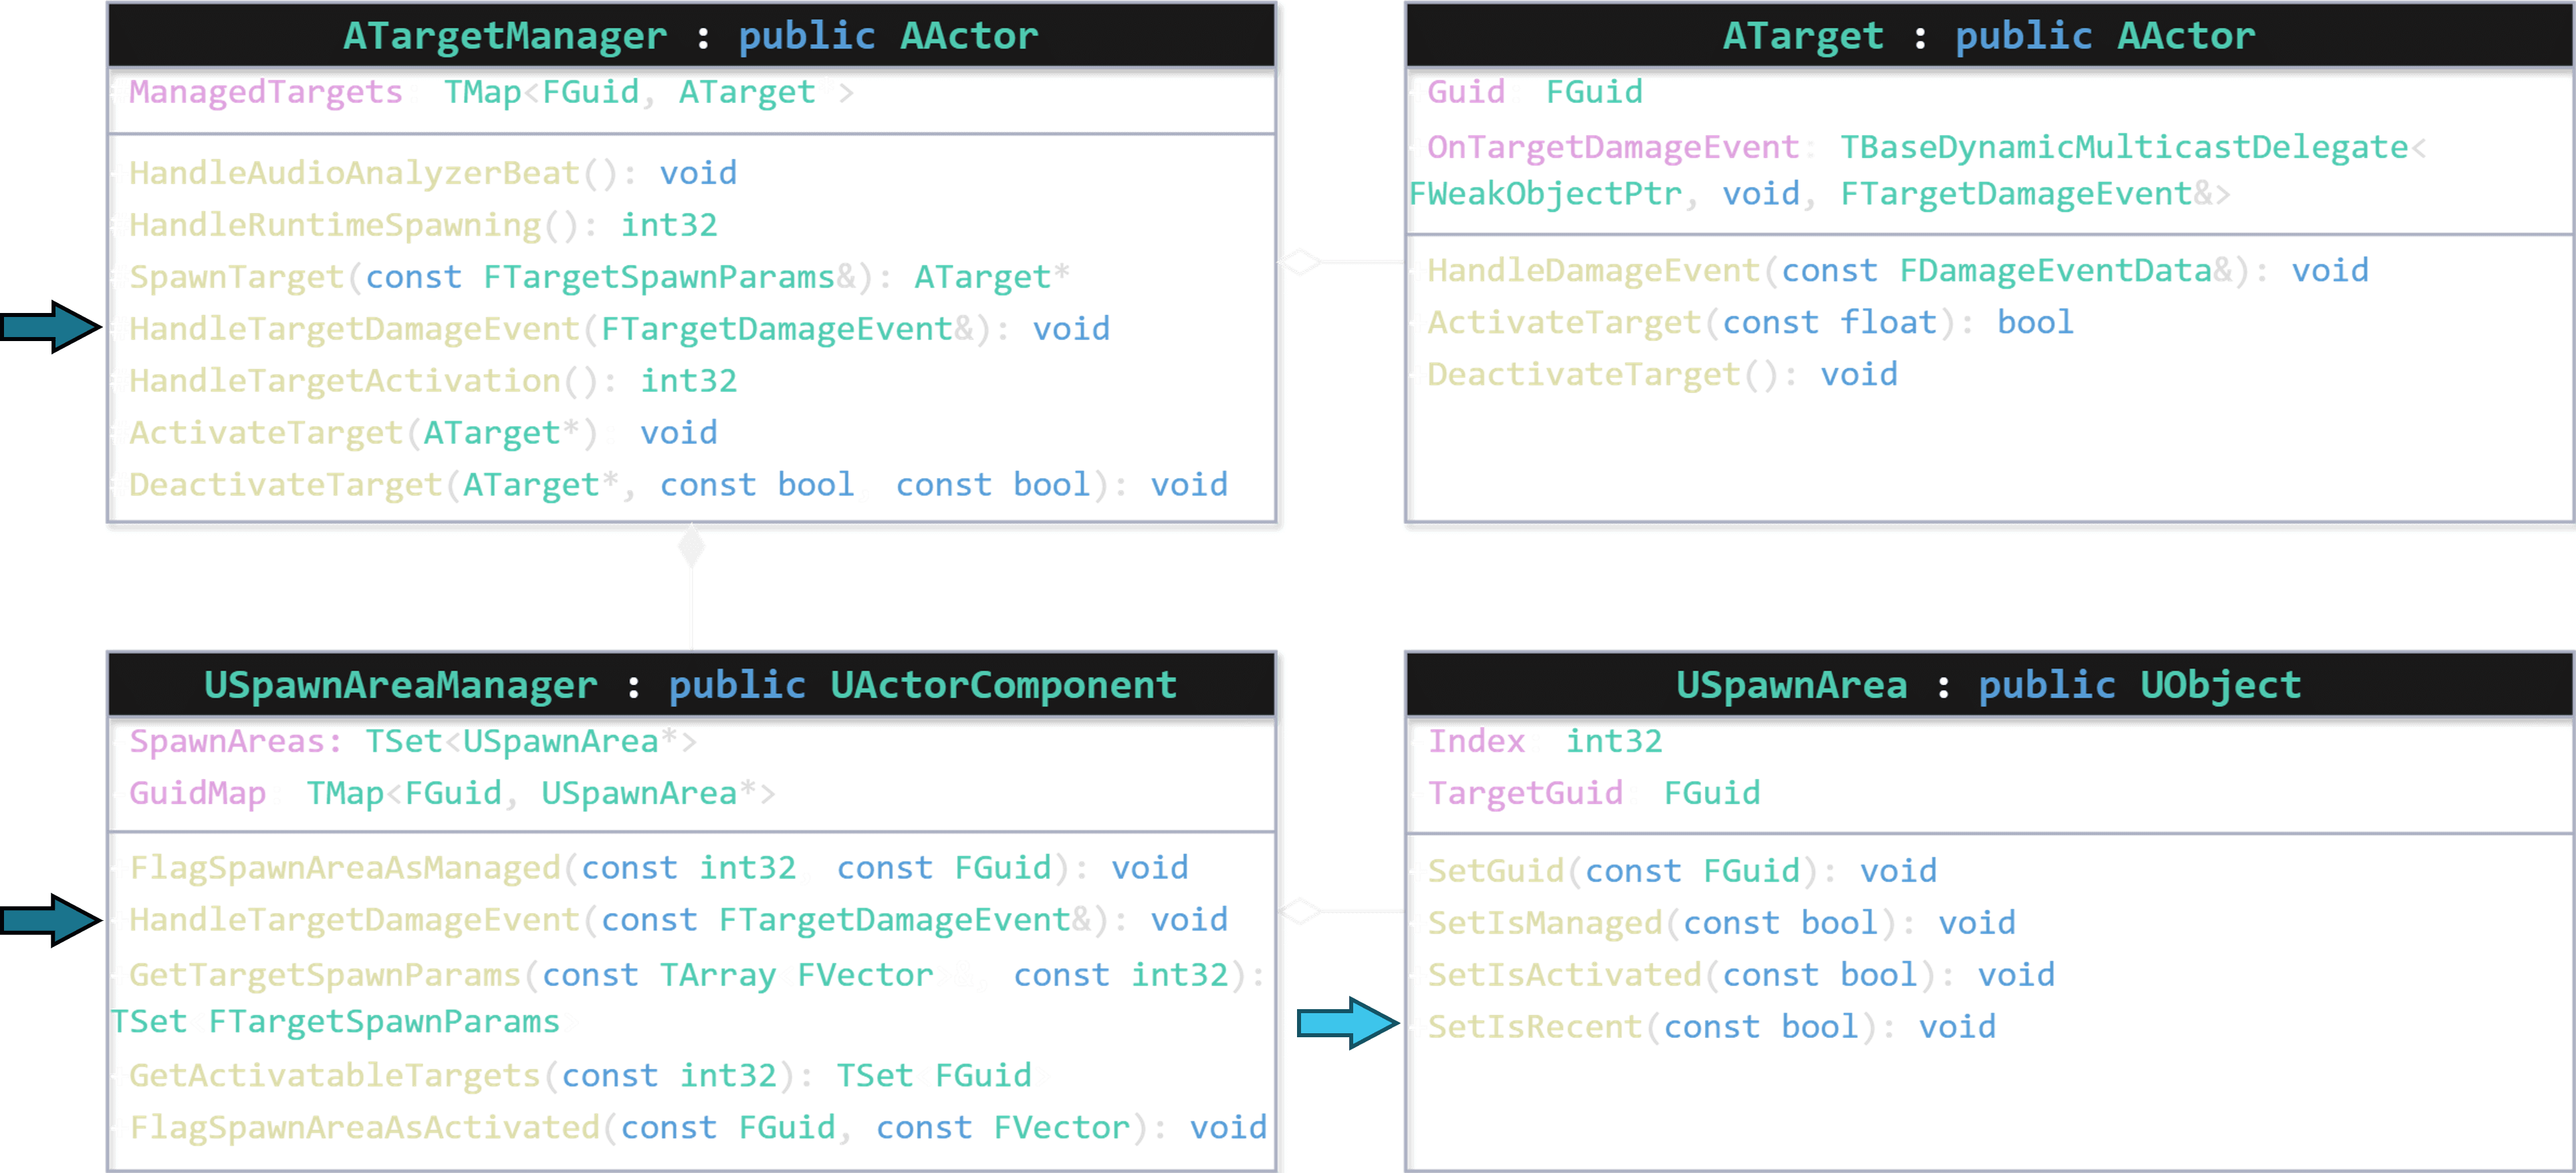 ATargetManager : public AActor
ManagedTargets TMap<FGuid, ATarget >
HandleAudioAnalyzerBeat(): void
HandleRuntimeSpawning(): int32
SpawnTarget(const FTargetSpawnParams&): ATarget*
HandleTargetDamageEvent(FTargetDamageEvent&): void
HandleTargetActivation(): int32
ActivateTarget(ATarget*) void
DeactivateTarget(ATarget*, const bool const bool): void
ATarget : public AActor
Guid FGuid
OnTargetDamageEvent: TBaseDynamicMulticastDelegate<
FWeakObjectPtr, void, FTargetDamageEvent&>
HandleDamageEvent(const FDamageEventData&): void
ActivateTarget(const float): bool
DeactivateTarget(): void
USpawnAreaManager : public UActorComponent
SpawnAreas: TSet<USpawnArea*>
GuidMap TMap<FGuid, USpawnArea*>
FlagSpawnAreaAsManaged(const int32 const FGuid): void
HandleTargetDamageEvent(const FTargetDamageEvent&): void
GetTargetSpawnParams(const TArray FVector const int32):
TSet FTargetSpawnParams
GetActivatableTargets(const int32): TSet FGuid
FlagSpawnAreaAsActivated(const FGuid, const FVector): void
USpawnArea : public UObject
Index int32
TargetGuid FGuid
SetGuid(const FGuid): void
SetIsManaged(const bool): void
SetIsActivated(const bool): void
SetIsRecent(const bool): void